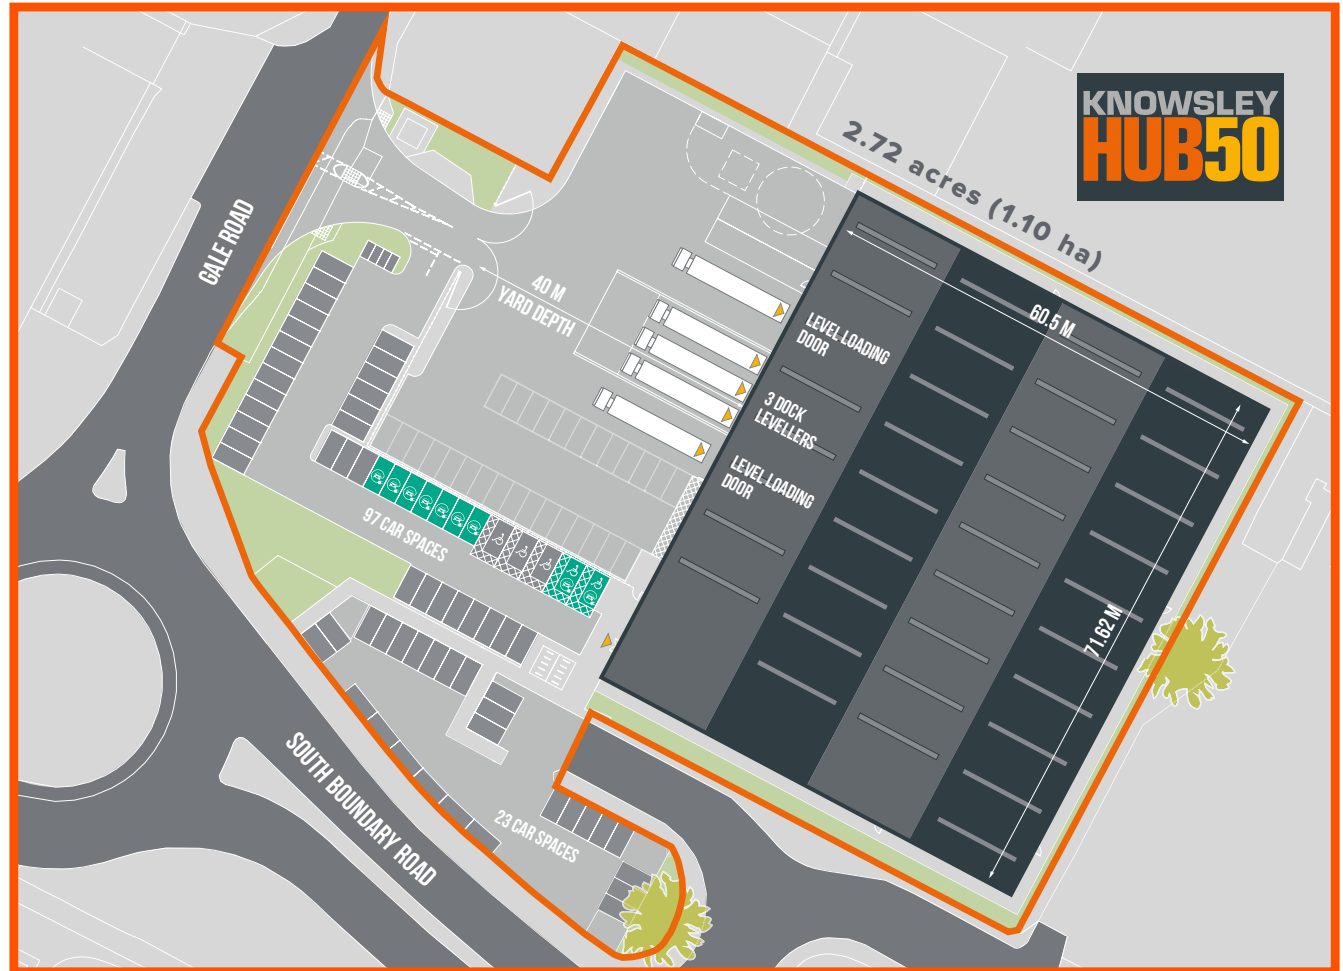 KNOWSLEY
HUB50
2.72 acres (1.10 ha)
GALE ROAD
40 M
YARD DEPTH
60.5 M
LEVEL LOADING
DOOR
3 DOCK
LEVELLERS
LEVEL LOADING
DOOR
97 CAR SPACES
71.62 M
SOUTH BOUNDARY ROAD
23 CAR SPACES